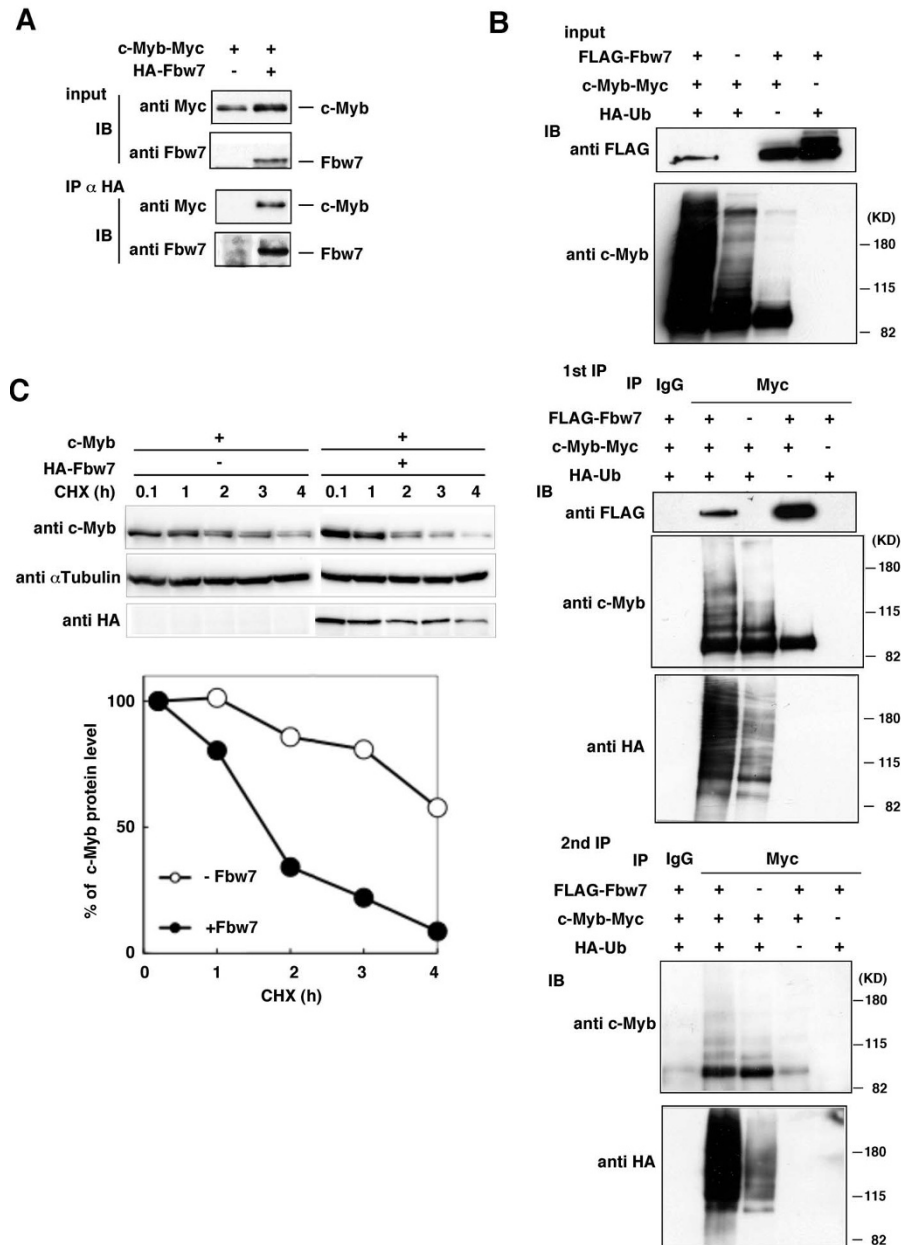 A
c-Myb-Myc + +
HA-Fbw7 - +
input
IB
anti Myc — c-Myb
anti Fbw7 — Fbw7
IP α HA
IB
anti Myc — c-Myb
anti Fbw7 — Fbw7
B
input
FLAG-Fbw7 + - + +
c-Myb-Myc + + + -
HA-Ub + + - +
IB
anti FLAG
anti c-Myb
(KD)
– 180
– 115
– 82
1st IP
IP IgG Myc
FLAG-Fbw7 + + - + +
c-Myb-Myc + + + + -
HA-Ub + + + - +
IB
anti FLAG
anti c-Myb
(KD)
– 180
– 115
– 82
anti HA
– 180
– 115
– 82
2nd IP
IP IgG Myc
FLAG-Fbw7 + + - + +
c-Myb-Myc + + + + -
HA-Ub + + + - +
IB
anti c-Myb
(KD)
– 180
– 115
– 82
anti HA
– 180
– 115
– 82
C
c-Myb + +
HA-Fbw7 - +
CHX (h) 0.1 1 2 3 4 0.1 1 2 3 4
anti c-Myb
anti αTubulin
anti HA
% of c-Myb protein level
100
50
0
- Fbw7
+Fbw7
0 1 2 3 4
CHX (h)